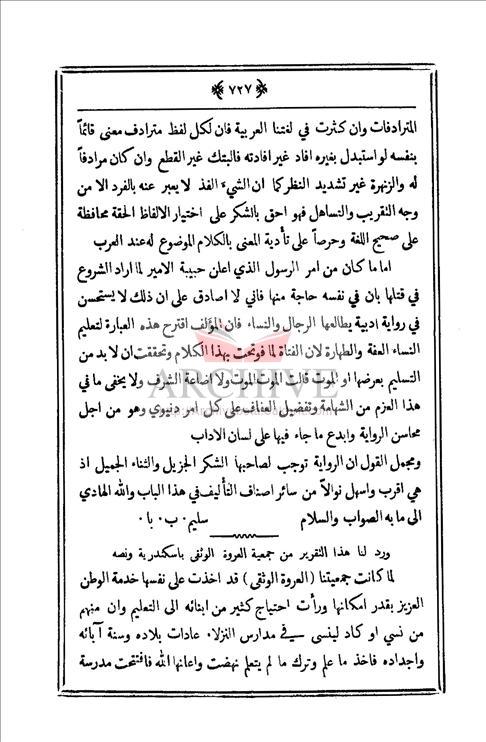 ٧٢٧
المترادفات وان كثرت في لغتنا العربية فان لكل لفظ مترادف معنى قائماً
بنفسه لو استبدل بغيره افاد غير افادته فالبتك غير القطع وان كان مرادفاً
له والزنهرة غير تشديد النظر كما ان الشيء الفذ لا يعبر عنه بالفرد الا من
وجه التقريب والتساهل فهو احق بالشكر على اختيار الالفاظ الحقة محافظة
على صحيح اللغة وحرصاً على تأدية المعنى بالكلام الموضوع له عند العرب
اما ما كان من امر الرسول الذي اعلن حبيبة الامير لما اراد الشروع
في قتلها بان في نفسه حاجة منها فاني لا اصادق على ان ذلك لا يستحسن
في رواية ادبية يطالعها الرجال والنساء فان المؤلف اقترح هذه العبارة لتعليم
النساء العفة والطهارة لان الفتاة لما فوتحت بهذا الكلام وتحققت ان لا بد من
التسليم بعرضها او الموت قالت الموت الموت ولا اضاعة الشرف ولا يخفى ما في
هذا العزم من الشهامة وتفضيل العفاف على كل امر دنيوي وهو من اجل
محاسن الرواية وابدع ما جاء فيها على لسان الاداب
ومجمل القول ان الرواية توجب لصاحبها الشكر الجزيل والثناء الجميل اذ
هي اقرب واسهل نوالاً من سائر اصناف التأليف في هذا الباب والله الهادي
الى ما به الصواب والسلام سليم. ب. با.
ورد لنا هذا التقرير من جمعية العروة الوثقى باسكندرية ونصه
لما كانت جمعيتنا (العروة الوثقى) قد اخذت على نفسها خدمة الوطن
العزيز بقدر امكانها ورأت احتياج كثير من ابنائه الى التعليم وان منهم
من نسي او كاد لينسى في مدارس النزلاء عادات بلاده وسنة آبائه
واجداده فاخذ ما علم وترك ما لم يتعلم نهضت واعانها الله فافتتحت مدرسة
ARCHIVE